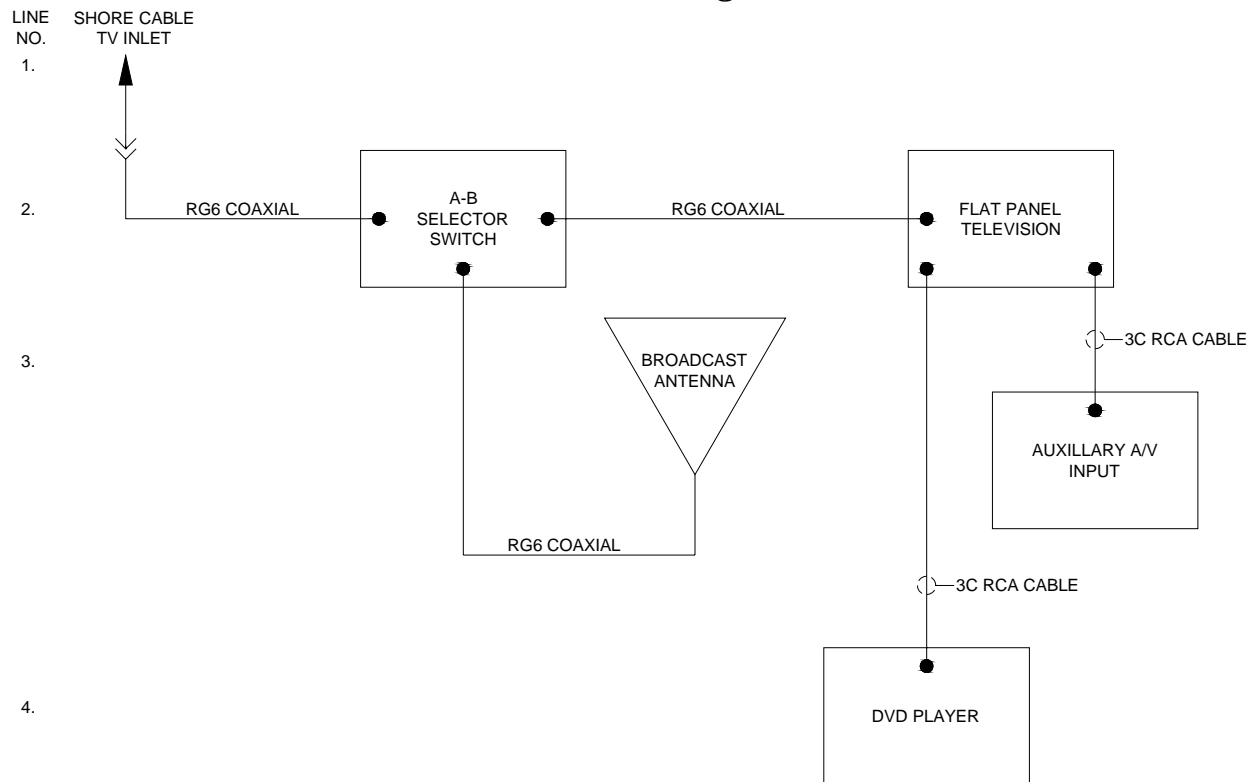 LINE
NO.
SHORE CABLE
TV INLET
1.
2.
RG6 COAXIAL
A-B
SELECTOR
SWITCH
RG6 COAXIAL
FLAT PANEL
TELEVISION
3.
BROADCAST
ANTENNA
3C RCA CABLE
AUXILLARY A/V
INPUT
RG6 COAXIAL
3C RCA CABLE
4.
DVD PLAYER